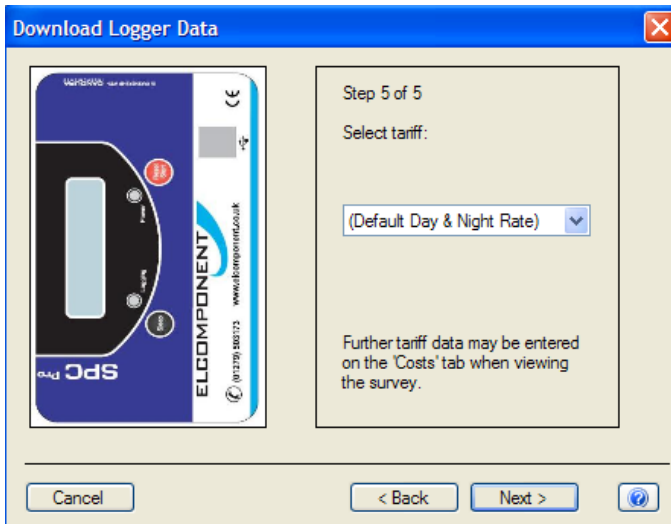 Download Logger Data
Step 5 of 5
Select tariff:
(Default Day & Night Rate)
Further tariff data may be entered
on the 'Costs' tab when viewing
the survey.
SPC Pro
Logging
Power
ELCOMPONENT
www.elcomponent.co.uk
CE
Cancel
< Back
Next >
?